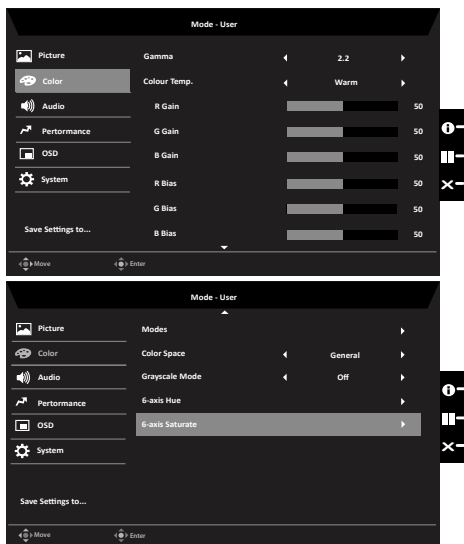 Mode - User
Picture Gamma 2.2
Color Colour Temp. Warm
Audio R Gain 50
Pertormance G Gain 50
OSD B Gain 50
System R Bias 50
G Bias 50
Save Settings to... B Bias 50
Move Enter
Mode - User
Picture Modes
Color Color Space General
Audio Grayscale Mode Off
Pertormance 6-axis Hue
OSD 6-axis Saturate
System
Save Settings to...
Move Enter